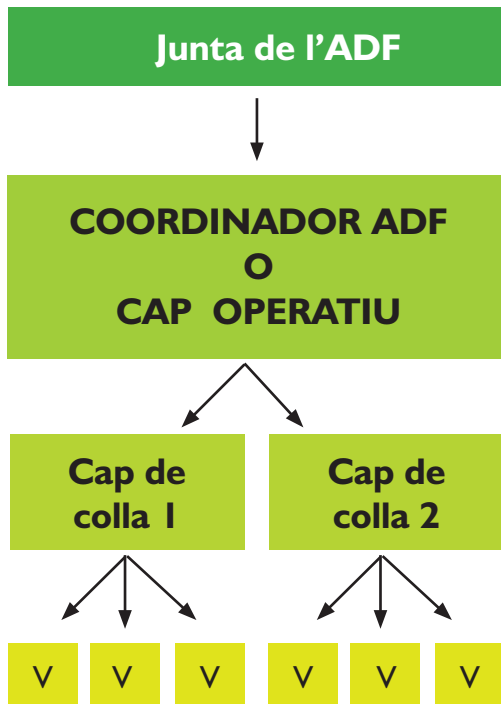 Junta de l’ADF
COORDINADOR ADF
O
CAP OPERATIU
Cap de
colla 1
Cap de
colla 2
V V V V V V